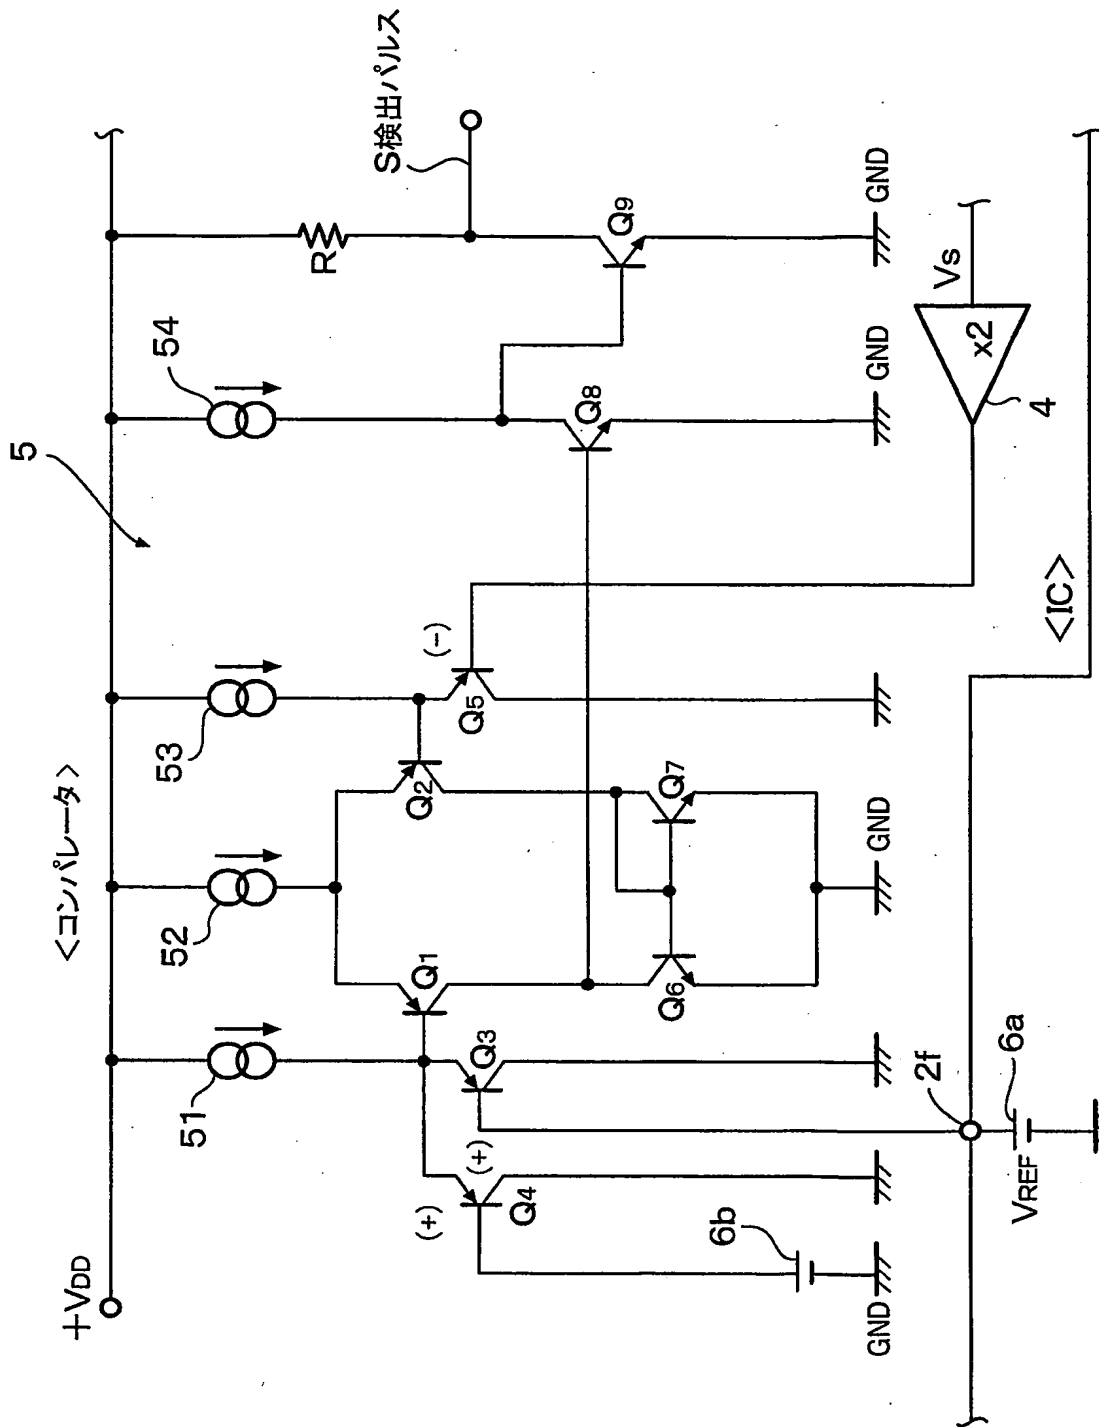 <コンパレータ>
5
+VDD
51
52
53
54
R
S検出パルス
(+)
(+)
(-)
Q4
Q3
Q1
Q2
Q5
Q8
Q9
Q6
Q7
6b
GND
GND
GND
GND
Vs
x2
4
2f
VREF
6a
<IC>